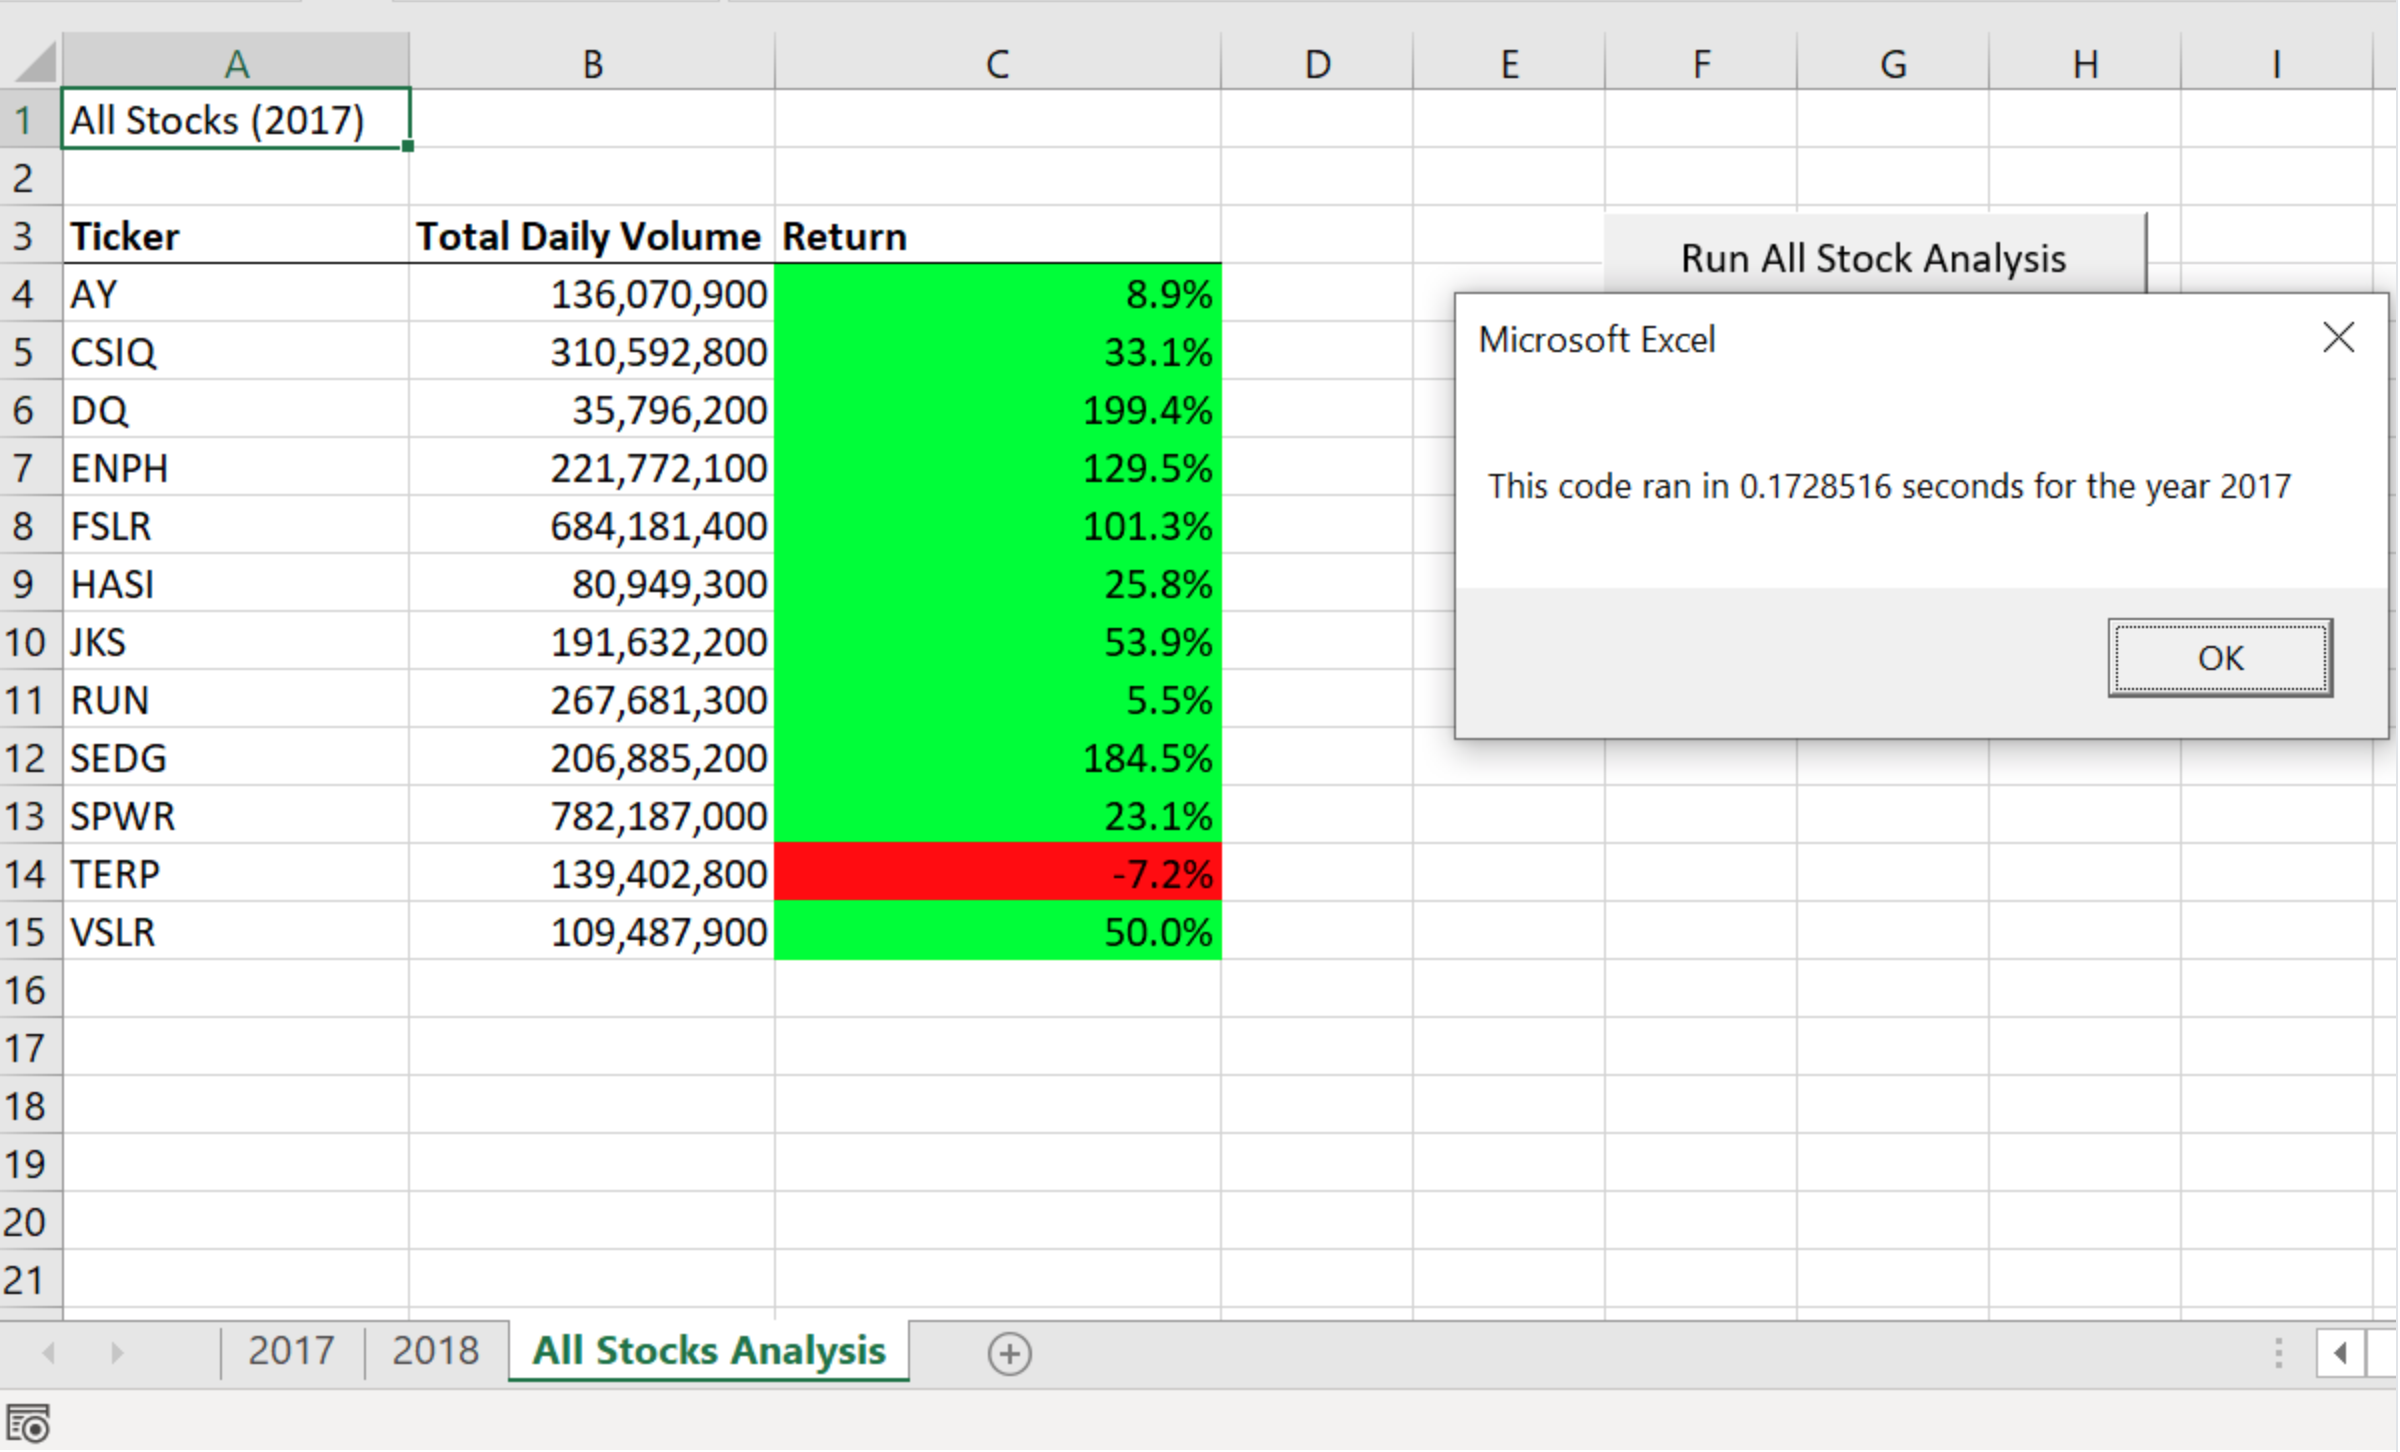 A B C D E F G H I
1 All Stocks (2017)
2
3 Ticker Total Daily Volume Return
Run All Stock Analysis
4 AY 136,070,900 8.9%
5 CSIQ 310,592,800 33.1%
6 DQ 35,796,200 199.4%
7 ENPH 221,772,100 129.5%
8 FSLR 684,181,400 101.3%
9 HASI 80,949,300 25.8%
10 JKS 191,632,200 53.9%
11 RUN 267,681,300 5.5%
12 SEDG 206,885,200 184.5%
13 SPWR 782,187,000 23.1%
14 TERP 139,402,800 -7.2%
15 VSLR 109,487,900 50.0%
16
17
18
19
20
21
Microsoft Excel
This code ran in 0.1728516 seconds for the year 2017
OK
2017 2018 All Stocks Analysis